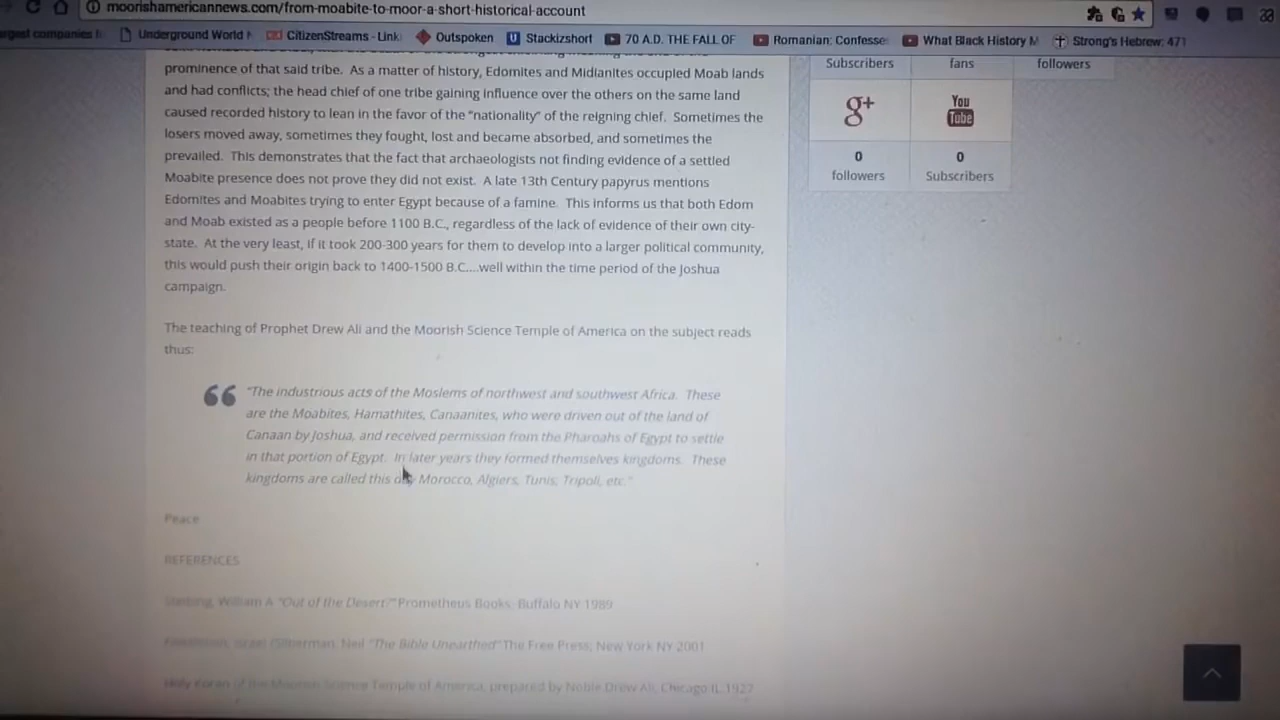 moorishamericannews.com/from-moabite-to-moor-a-short-historical-account
argest companies
Underground World
CitizenStreams - Link
Outspoken
Stackizshort
70 A.D. THE FALL OF
Romanian: Confesse
What Black History M
Strong's Hebrew: 471
prominence of that said tribe. As a matter of history, Edomites and Midianites occupied Moab lands
and had conflicts; the head chief of one tribe gaining influence over the others on the same land
caused recorded history to lean in the favor of the "nationality" of the reigning chief. Sometimes the
losers moved away, sometimes they fought, lost and became absorbed, and sometimes the
prevailed. This demonstrates that the fact that archaeologists not finding evidence of a settled
Moabite presence does not prove they did not exist. A late 13th Century papyrus mentions
Edomites and Moabites trying to enter Egypt because of a famine. This informs us that both Edom
and Moab existed as a people before 1100 B.C., regardless of the lack of evidence of their own city-
state. At the very least, if it took 200-300 years for them to develop into a larger political community,
this would push their origin back to 1400-1500 B.C....well within the time period of the Joshua
campaign.
The teaching of Prophet Drew Ali and the Moorish Science Temple of America on the subject reads
thus:
"The industrious acts of the Moslems of northwest and southwest Africa. These
are the Moabites, Hamathites, Canaanites, who were driven out of the land of
Canaan by Joshua, and received permission from the Pharoahs of Egypt to settle
in that portion of Egypt. In later years they formed themselves kingdoms. These
kingdoms are called this Morocco, Algiers, Tunis, Tripoli, etc."
Peace
REFERENCES
William A "Out of the Desert?" Prometheus Books; Buffalo NY 1989
Neil "The Bible Unearthed" The Free Press; New York NY 2001
Holy Koran of the Moorish Science Temple of America, prepared by Noble Drew Ali, Chicago IL 1927
Subscribers
fans
followers
g+
You
Tube
0
0
followers
Subscribers